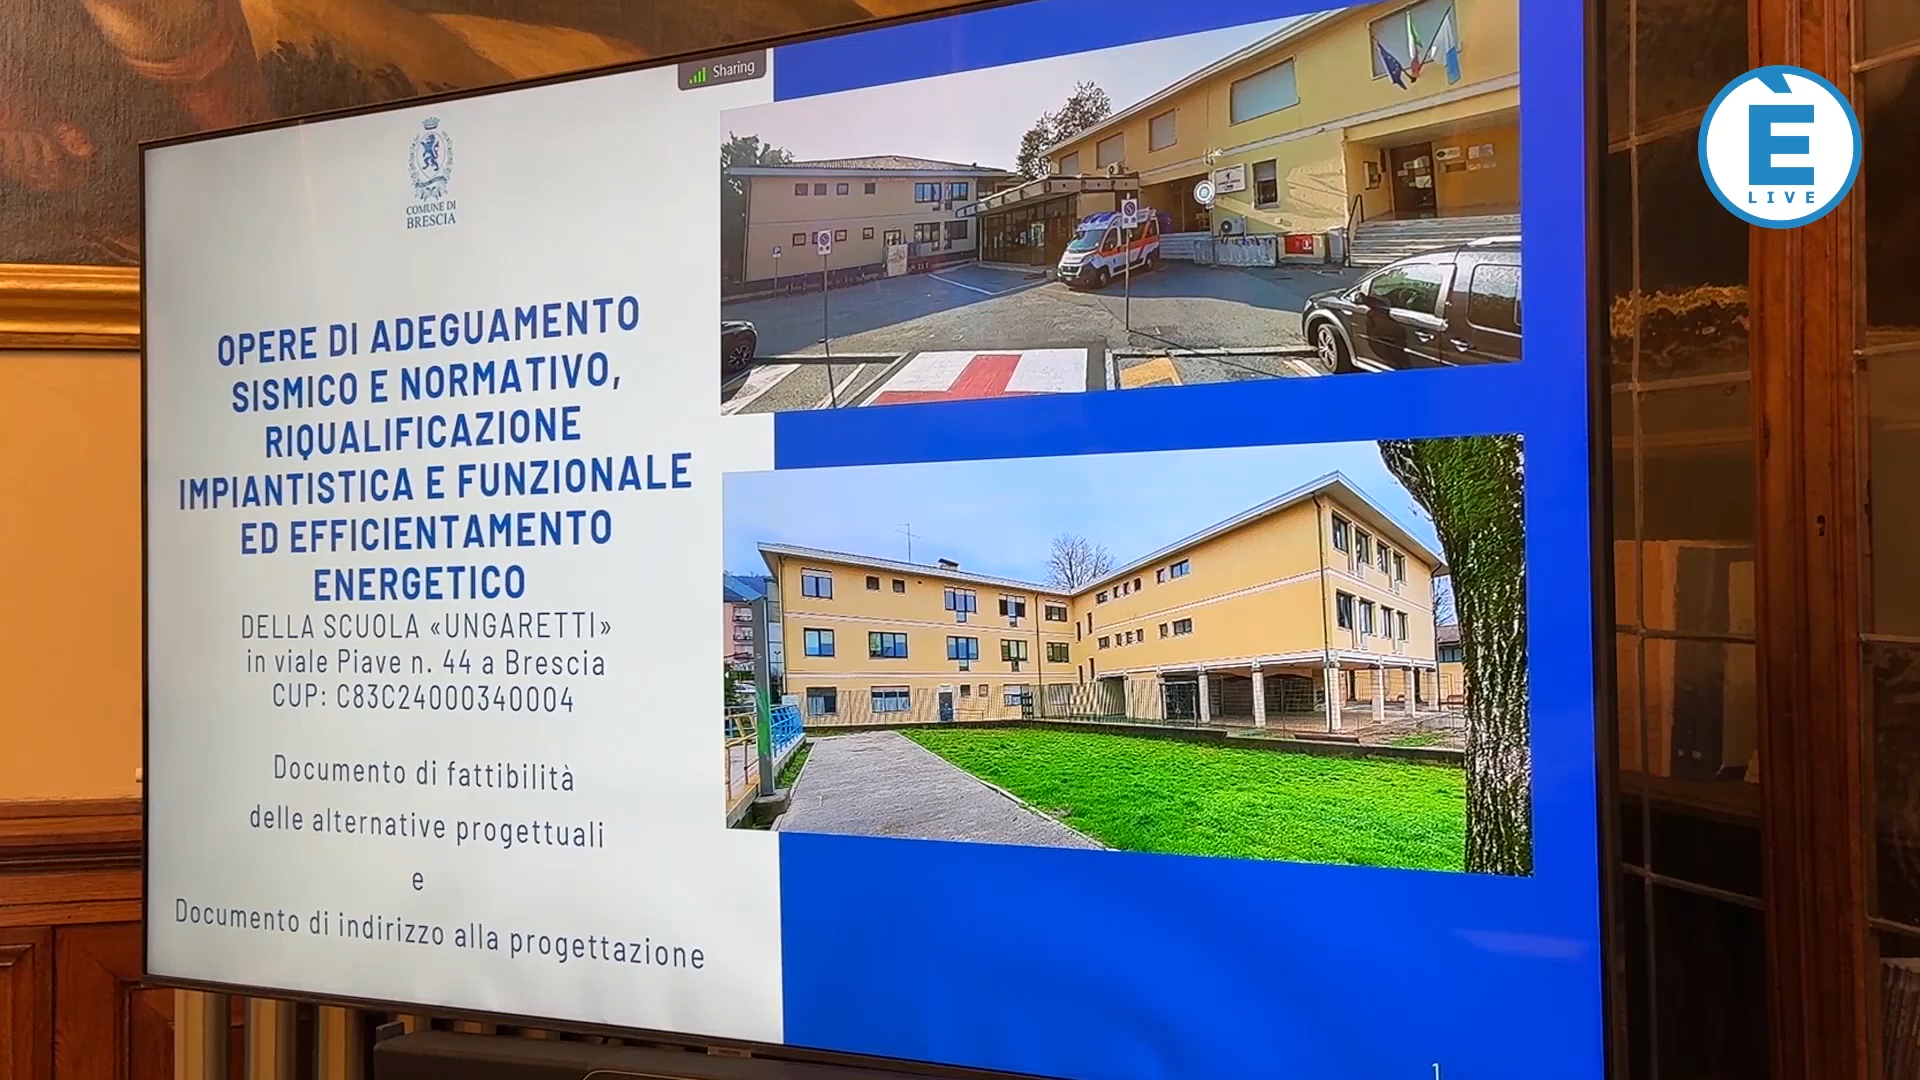 Sharing
COMUNE DI
BRESCIA
OPERE DI ADEGUAMENTO
SISMICO E NORMATIVO,
RIQUALIFICAZIONE
IMPIANTISTICA E FUNZIONALE
ED EFFICIENTAMENTO
ENERGETICO
DELLA SCUOLA «UNGARETTI»
in viale Piave n. 44 a Brescia
CUP: C83C24000340004
Documento di fattibilità
delle alternative progettuali
e
Documento di indirizzo alla progettazione
1
È
LIVE